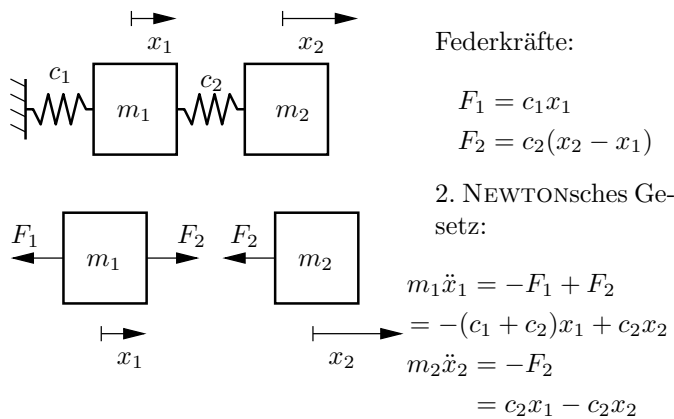 x₁ x₂
c₁ c₂
m₁ m₂
F₁ F₂ F₂
m₁ m₂
x₁ x₂
Federkräfte:
F₁ = c₁x₁
F₂ = c₂(x₂ − x₁)
2. NEWTONsches Ge-
setz:
m₁ẍ₁ = −F₁ + F₂
= −(c₁ + c₂)x₁ + c₂x₂
m₂ẍ₂ = −F₂
= c₂x₁ − c₂x₂